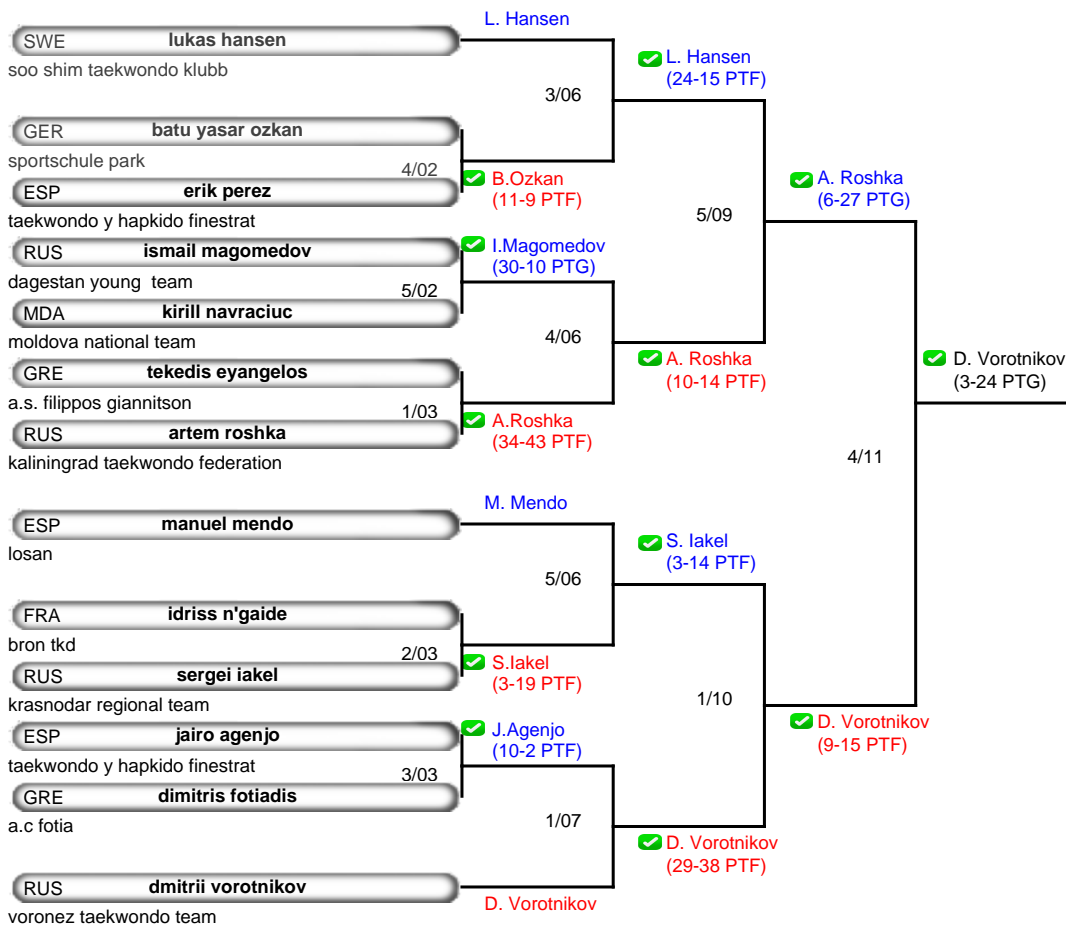 L. Hansen
SWE lukas hansen
soo shim taekwondo klubb
L. Hansen
(24-15 PTF)
3/06
GER batu yasar ozkan
sportschule park
4/02
ESP erik perez
taekwondo y hapkido finestrat
B.Ozkan
(11-9 PTF)
A. Roshka
(6-27 PTG)
5/09
RUS ismail magomedov
dagestan young  team
I.Magomedov
(30-10 PTG)
5/02
MDA kirill navraciuc
moldova national team
4/06
A. Roshka
(10-14 PTF)
D. Vorotnikov
(3-24 PTG)
GRE tekedis eyangelos
a.s. filippos giannitson
1/03
RUS artem roshka
kaliningrad taekwondo federation
A.Roshka
(34-43 PTF)
4/11
M. Mendo
ESP manuel mendo
losan
S. Iakel
(3-14 PTF)
5/06
FRA idriss n'gaide
bron tkd
2/03
RUS sergei iakel
krasnodar regional team
S.Iakel
(3-19 PTF)
1/10
D. Vorotnikov
(9-15 PTF)
ESP jairo agenjo
taekwondo y hapkido finestrat
J.Agenjo
(10-2 PTF)
3/03
GRE dimitris fotiadis
a.c fotia
1/07
D. Vorotnikov
(29-38 PTF)
RUS dmitrii vorotnikov
voronez taekwondo team
D. Vorotnikov